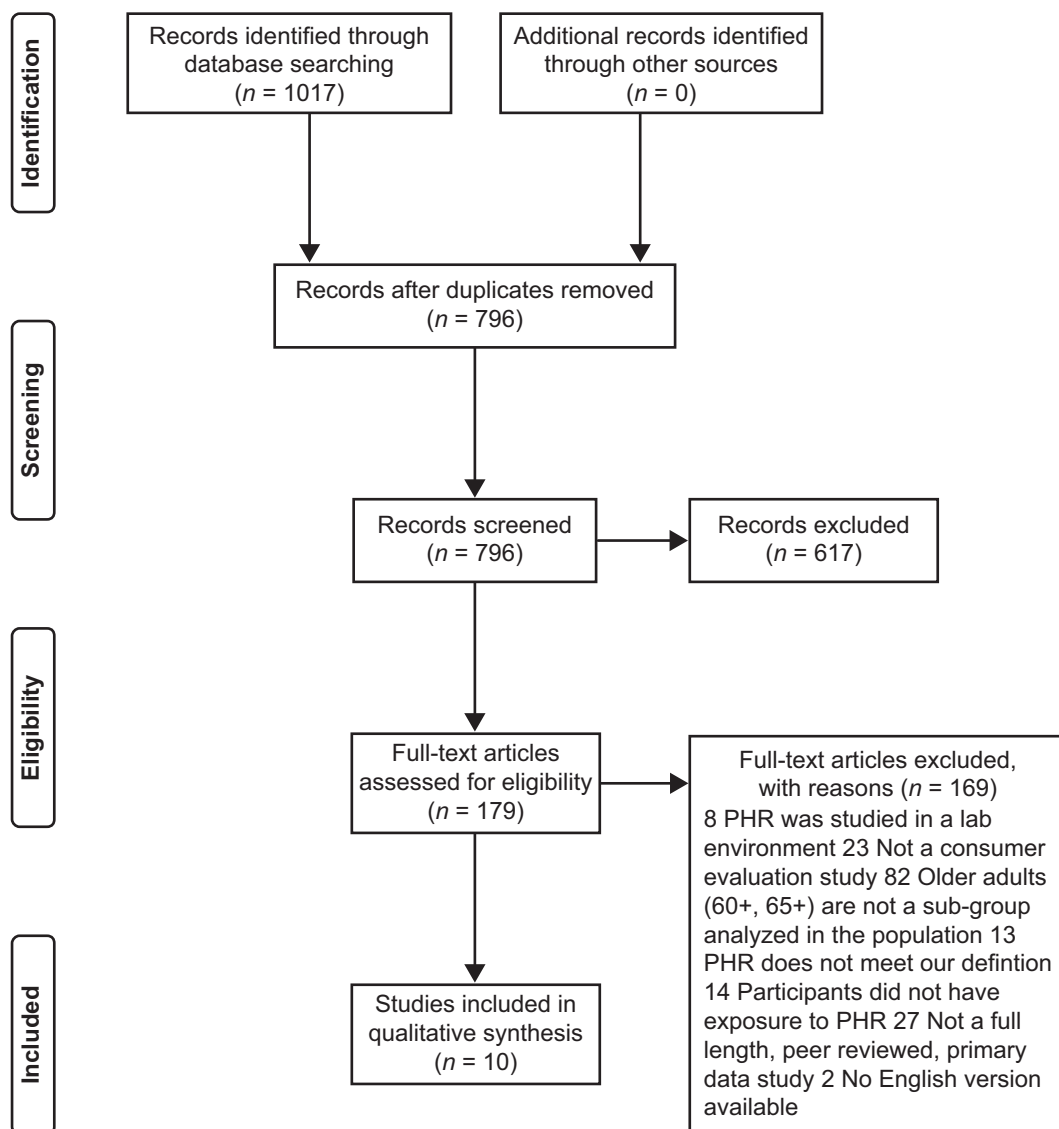 Identification
Records identified through
database searching
(n = 1017)
Additional records identified
through other sources
(n = 0)
Records after duplicates removed
(n = 796)
Screening
Records screened
(n = 796)
Records excluded
(n = 617)
Eligibility
Full-text articles
assessed for eligibility
(n = 179)
Full-text articles excluded,
with reasons (n = 169)
8 PHR was studied in a lab
environment 23 Not a consumer
evaluation study 82 Older adults
(60+, 65+) are not a sub-group
analyzed in the population 13
PHR does not meet our defintion
14 Participants did not have
exposure to PHR 27 Not a full
length, peer reviewed, primary
data study 2 No English version
available
Included
Studies included in
qualitative synthesis
(n = 10)